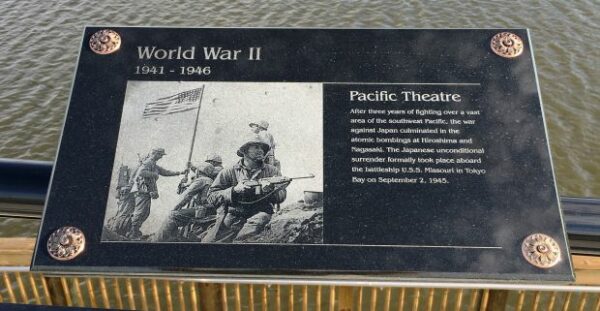 World War II
1941 - 1946
Pacific Theatre
After three years of fighting over a vast
area of the southwest Pacific, the war
against Japan culminated in the
atomic bombings at Hiroshima and
Nagasaki. The Japanese unconditional
surrender formally took place aboard
the battleship U.S.S. Missouri in Tokyo
Bay on September 2, 1945.